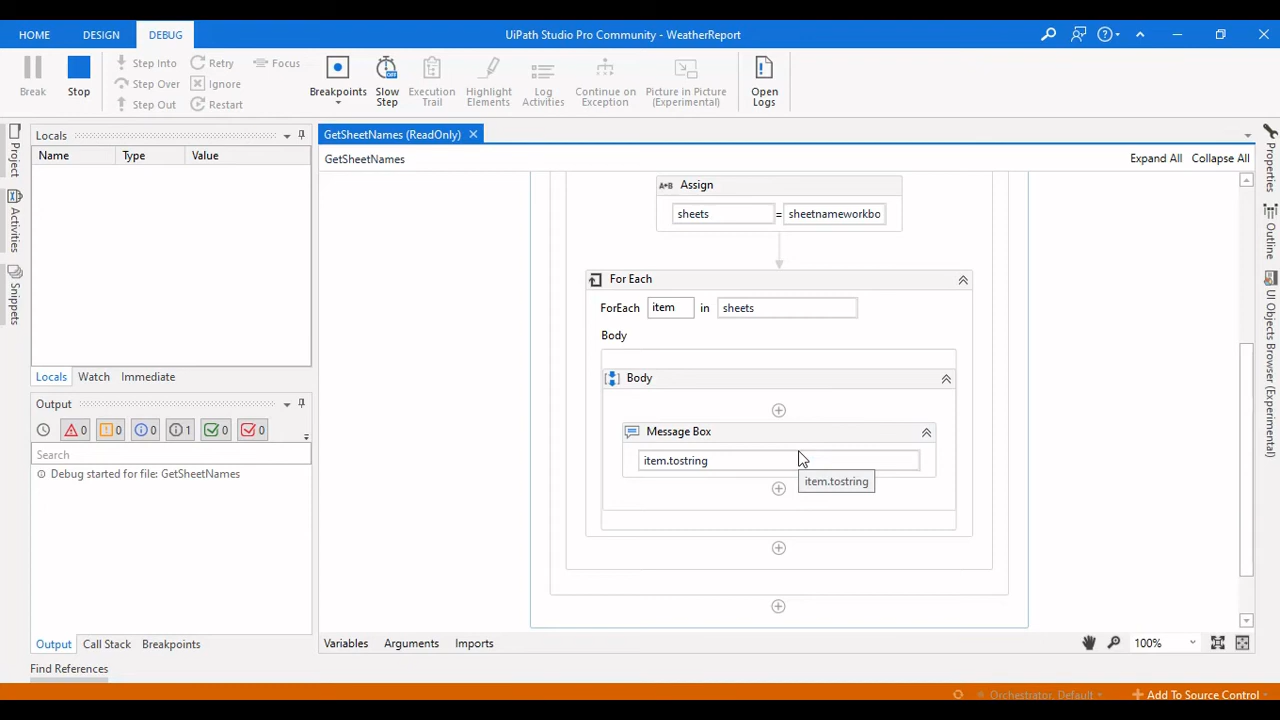 HOME DESIGN DEBUG UiPath Studio Pro Community - WeatherReport
Break
Stop
Step Into
Step Over
Step Out
Retry
Ignore
Restart
Focus
Breakpoints
Slow
Step
Execution
Trail
Highlight
Elements
Log
Activities
Continue on
Exception
Picture in Picture
(Experimental)
Open
Logs
Project
Activities
Snippets
Locals
Name Type Value
Locals Watch Immediate
Output
0 0 0 1 0 0
Search
Debug started for file: GetSheetNames
Output Call Stack Breakpoints
Find References
GetSheetNames (ReadOnly)
GetSheetNames
Expand All Collapse All
A+B Assign
sheets = sheetnameworkbo
For Each
ForEach item in sheets
Body
Body
Message Box
item.tostring
item.tostring
Variables Arguments Imports
100%
Properties
Outline
UI Objects Browser (Experimental)
Orchestrator, Default
Add To Source Control